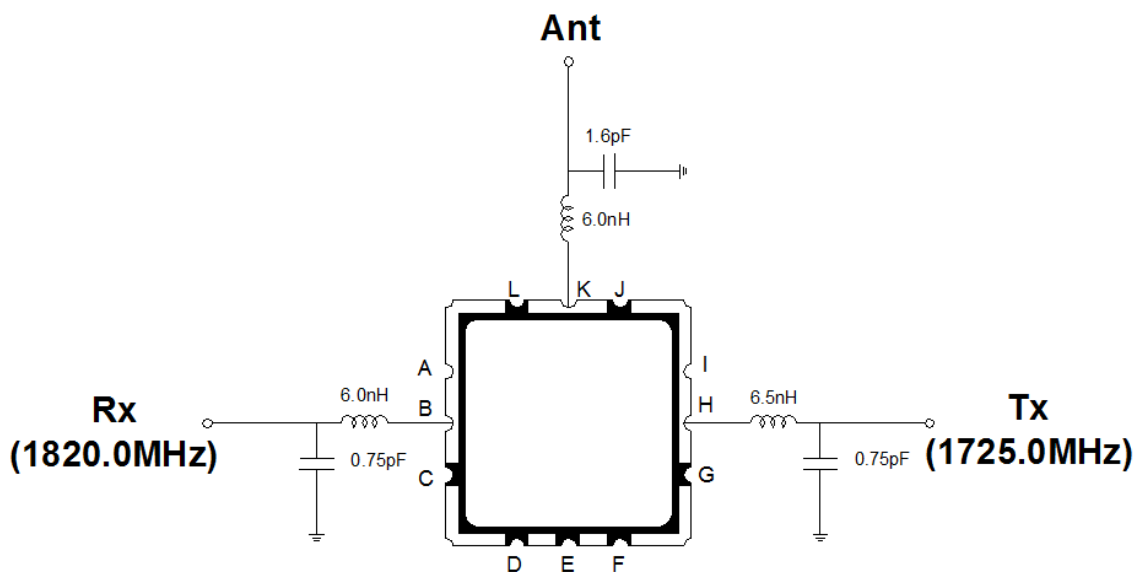 Ant
1.6pF
6.0nH
L K J
A I
6.0nH 6.5nH
Rx B H Tx
(1820.0MHz) 0.75pF 0.75pF (1725.0MHz)
C G
D E F